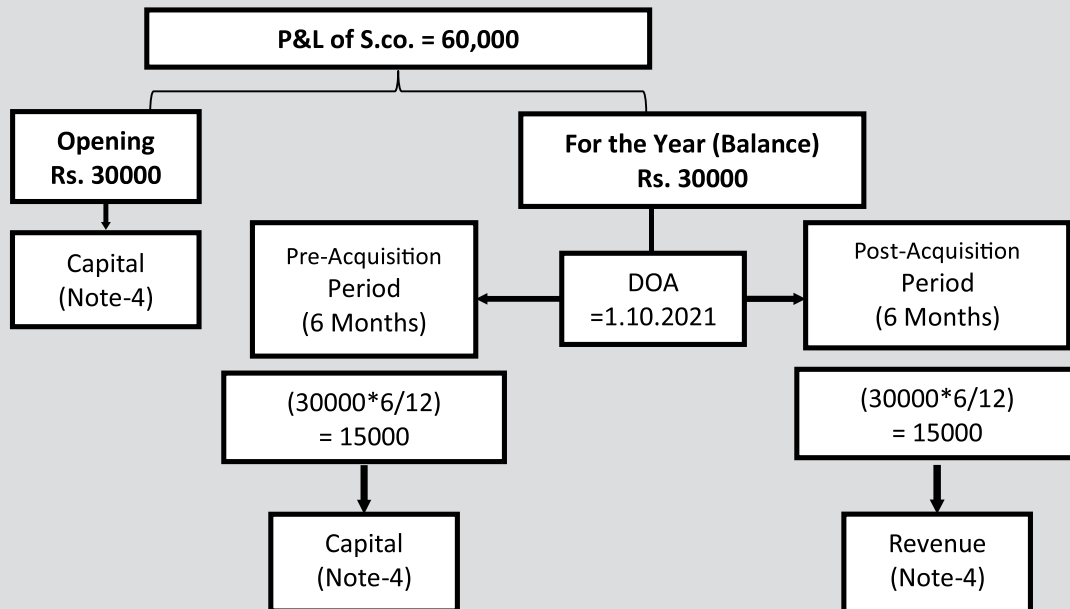 P&L of S.co. = 60,000
Opening
Rs. 30000
For the Year (Balance)
Rs. 30000
Capital
(Note-4)
Pre-Acquisition
Period
(6 Months)
DOA
=1.10.2021
Post-Acquisition
Period
(6 Months)
(30000*6/12)
= 15000
(30000*6/12)
= 15000
Capital
(Note-4)
Revenue
(Note-4)